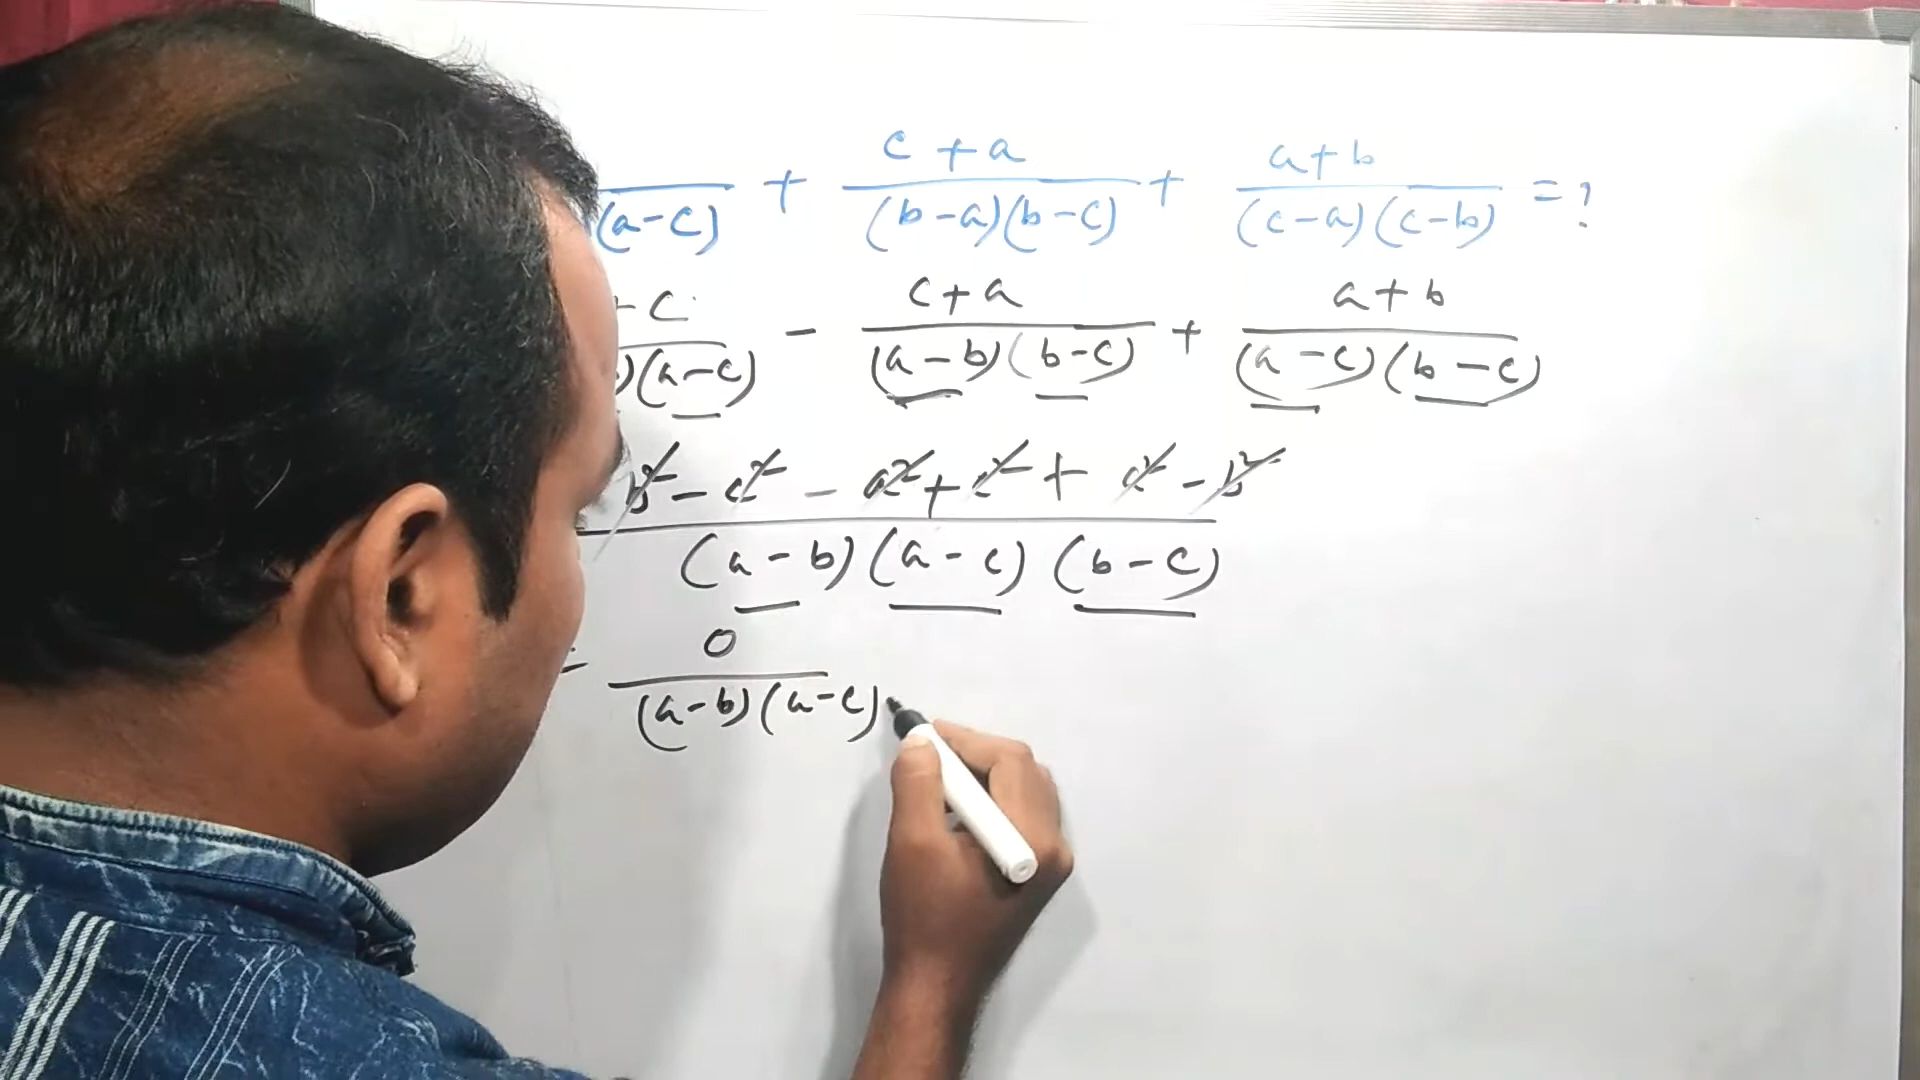 /(a-c) + c+a/(b-a)(b-c) + a+b/(c-a)(c-b) = ?
+c/)(a-c) - c+a/(a-b)(b-c) + a+b/(a-c)(b-c)
b²-c² - a²+c² + a²-b²/(a-b)(a-c)(b-c)
= 0/(a-b)(a-c)